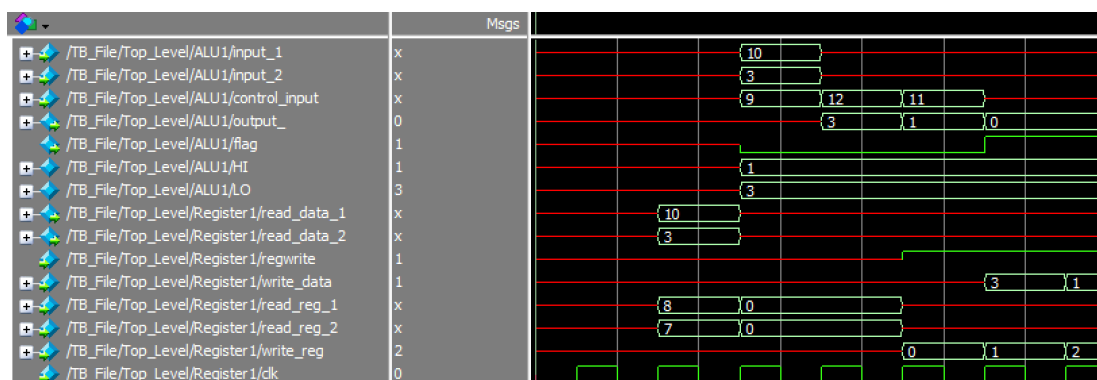 Msgs
/TB_File/Top_Level/ALU1/input_1 x 10
/TB_File/Top_Level/ALU1/input_2 x 3
/TB_File/Top_Level/ALU1/control_input x 9 12 11
/TB_File/Top_Level/ALU1/output_ 0 3 1 0
/TB_File/Top_Level/ALU1/flag 1
/TB_File/Top_Level/ALU1/HI 1 1
/TB_File/Top_Level/ALU1/LO 3 3
/TB_File/Top_Level/Register1/read_data_1 x 10
/TB_File/Top_Level/Register1/read_data_2 x 3
/TB_File/Top_Level/Register1/regwrite 1
/TB_File/Top_Level/Register1/write_data 1 3 1
/TB_File/Top_Level/Register1/read_reg_1 x 8 0
/TB_File/Top_Level/Register1/read_reg_2 x 7 0
/TB_File/Top_Level/Register1/write_reg 2 0 1 2
/TB_File/Top_Level/Register1/clk 0